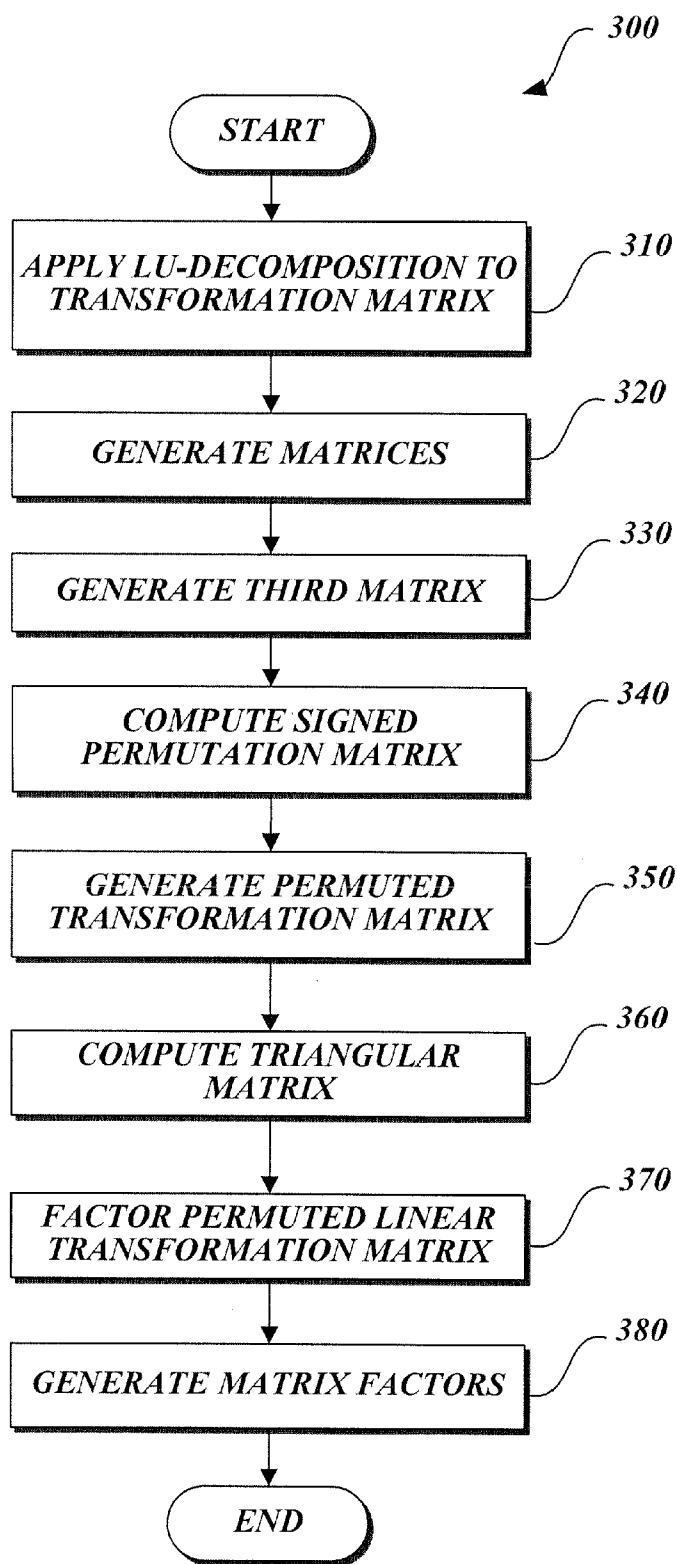 300
START
APPLY LU-DECOMPOSITION TO
TRANSFORMATION MATRIX
310
GENERATE MATRICES
320
GENERATE THIRD MATRIX
330
COMPUTE SIGNED
PERMUTATION MATRIX
340
GENERATE PERMUTED
TRANSFORMATION MATRIX
350
COMPUTE TRIANGULAR
MATRIX
360
FACTOR PERMUTED LINEAR
TRANSFORMATION MATRIX
370
GENERATE MATRIX FACTORS
380
END